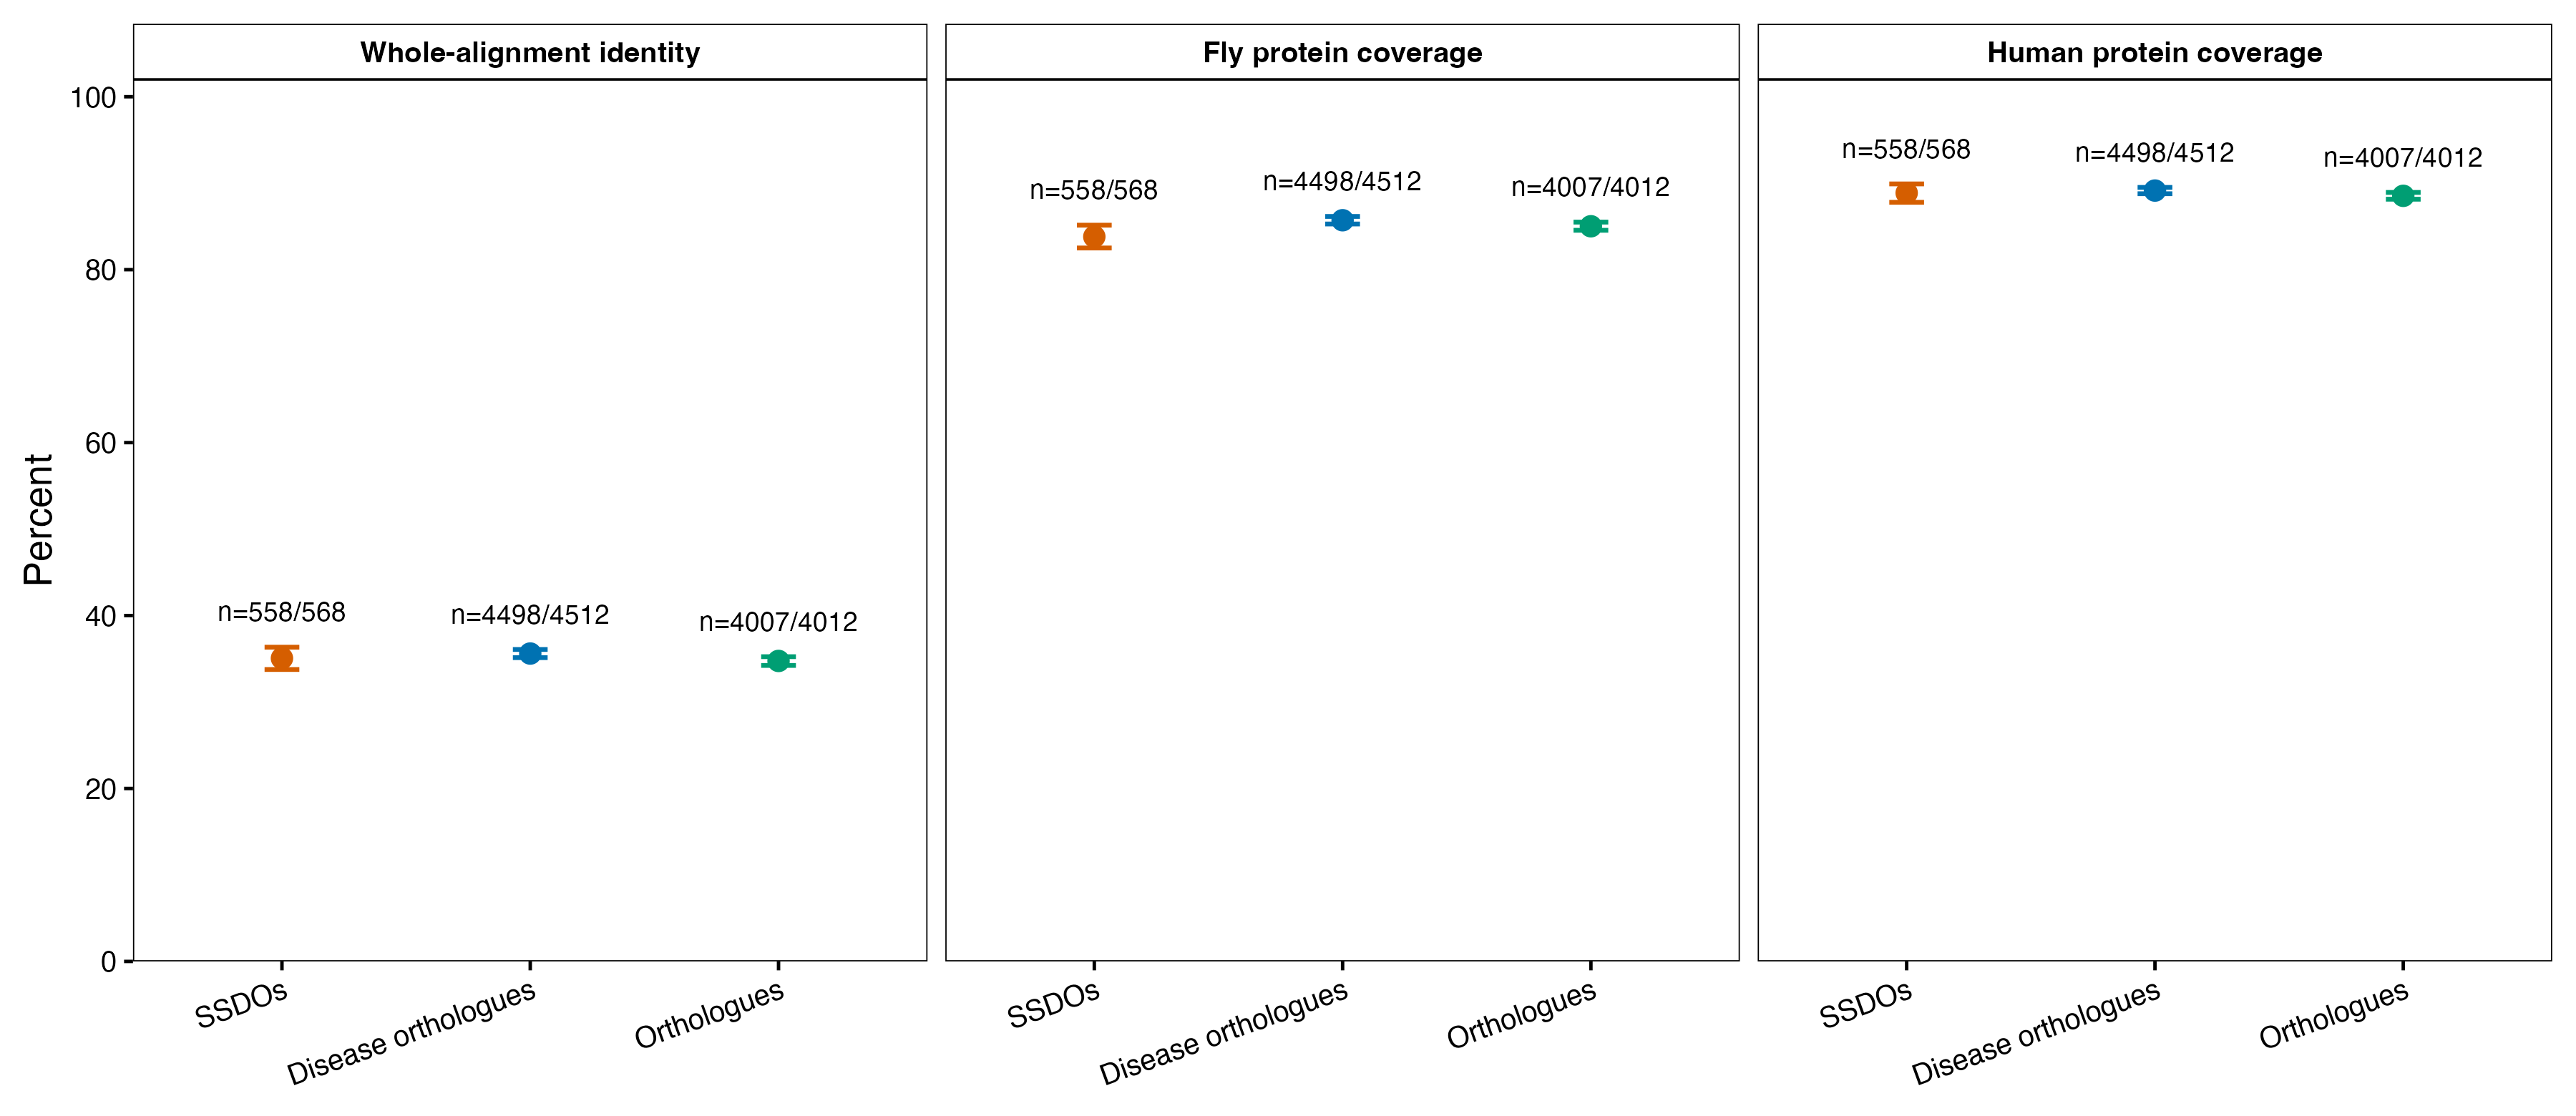 Whole-alignment identity
Fly protein coverage
Human protein coverage
Percent
100
80
60
40
20
0
n=558/568
n=4498/4512
n=4007/4012
n=558/568
n=4498/4512
n=4007/4012
n=558/568
n=4498/4512
n=4007/4012
SSDOs
Disease orthologues
Orthologues
SSDOs
Disease orthologues
Orthologues
SSDOs
Disease orthologues
Orthologues